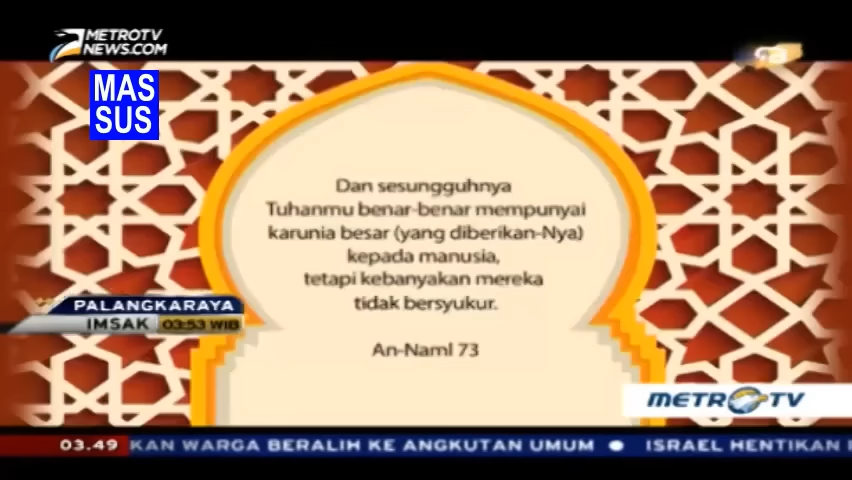 METROTV
NEWS.COM
MAS
SUS
Dan sesungguhnya
Tuhanmu benar-benar mempunyai
karunia besar (yang diberikan-Nya)
kepada manusia,
tetapi kebanyakan mereka
tidak bersyukur.
An-Naml 73
PALANGKARAYA
IMSAK 03:53 WIB
METRO TV
03.49 KAN WARGA BERALIH KE ANGKUTAN UMUM ● ISRAEL HENTIKAN